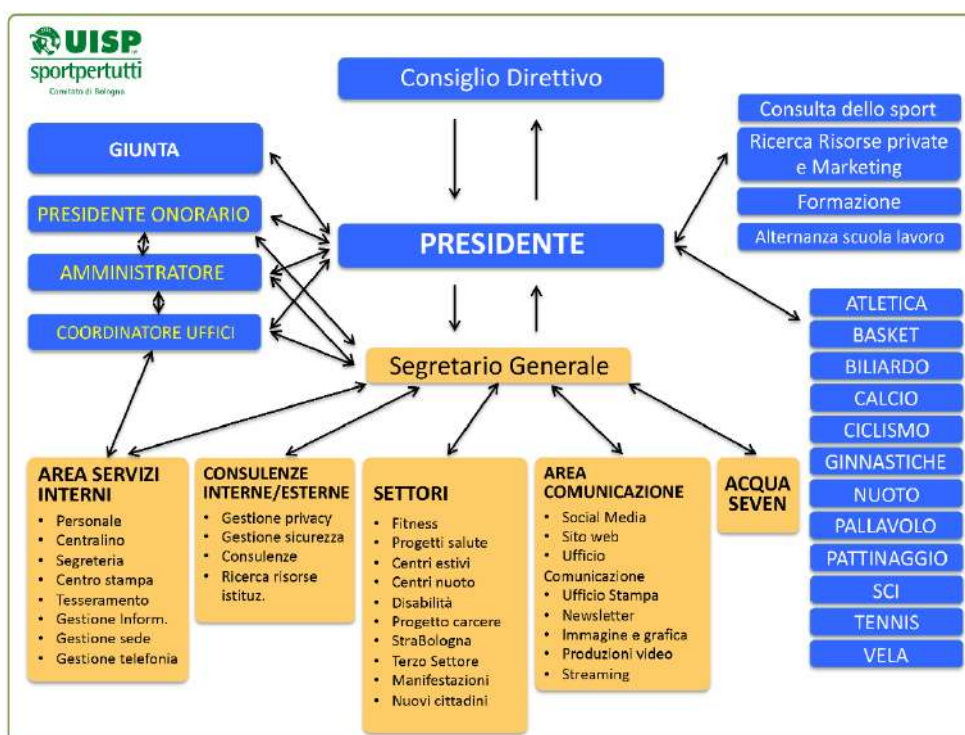 UISP
sportpertutti
Comitato di Bologna
Consiglio Direttivo
GIUNTA
PRESIDENTE ONORARIO
AMMINISTRATORE
COORDINATORE UFFICI
PRESIDENTE
Segretario Generale
Consulta dello sport
Ricerca Risorse private
e Marketing
Formazione
Alternanza scuola lavoro
ATLETICA
BASKET
BILIARDO
CALCIO
CICLISMO
GINNASTICHE
NUOTO
PALLAVOLO
PATTINAGGIO
SCI
TENNIS
VELA
AREA SERVIZI
INTERNI
• Personale
• Centralino
• Segreteria
• Centro stampa
• Tesseramento
• Gestione Inform.
• Gestione sede
• Gestione telefonia
CONSULENZE
INTERNE/ESTERNE
• Gestione privacy
• Gestione sicurezza
• Consulenze
• Ricerca risorse
istituz.
SETTORI
• Fitness
• Progetti salute
• Centri estivi
• Centri nuoto
• Disabilità
• Progetto carcere
• StraBologna
• Terzo Settore
• Manifestazioni
• Nuovi cittadini
AREA
COMUNICAZIONE
• Social Media
• Sito web
• Ufficio
Comunicazione
• Ufficio Stampa
• Newsletter
• Immagine e grafica
• Produzioni video
• Streaming
ACQUA
SEVEN